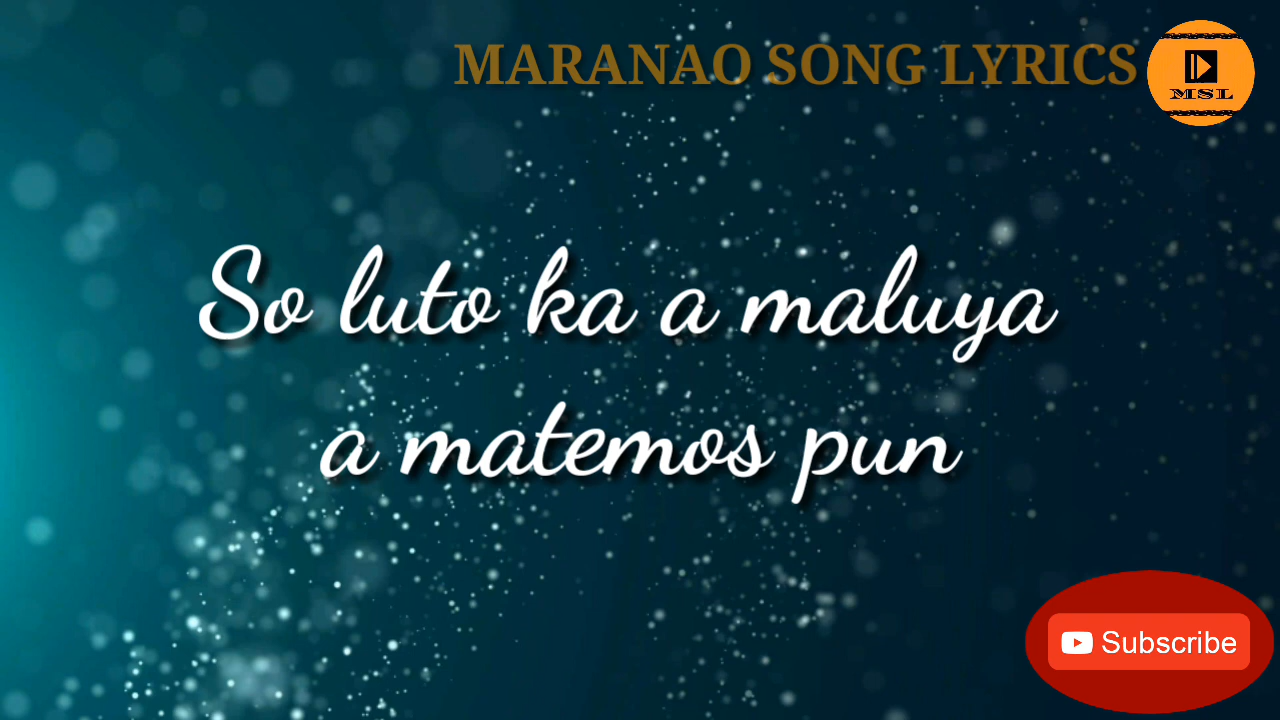 MARANAO SONG LYRICS
MSL
So luto ka a maluya
a matemos pun
Subscribe